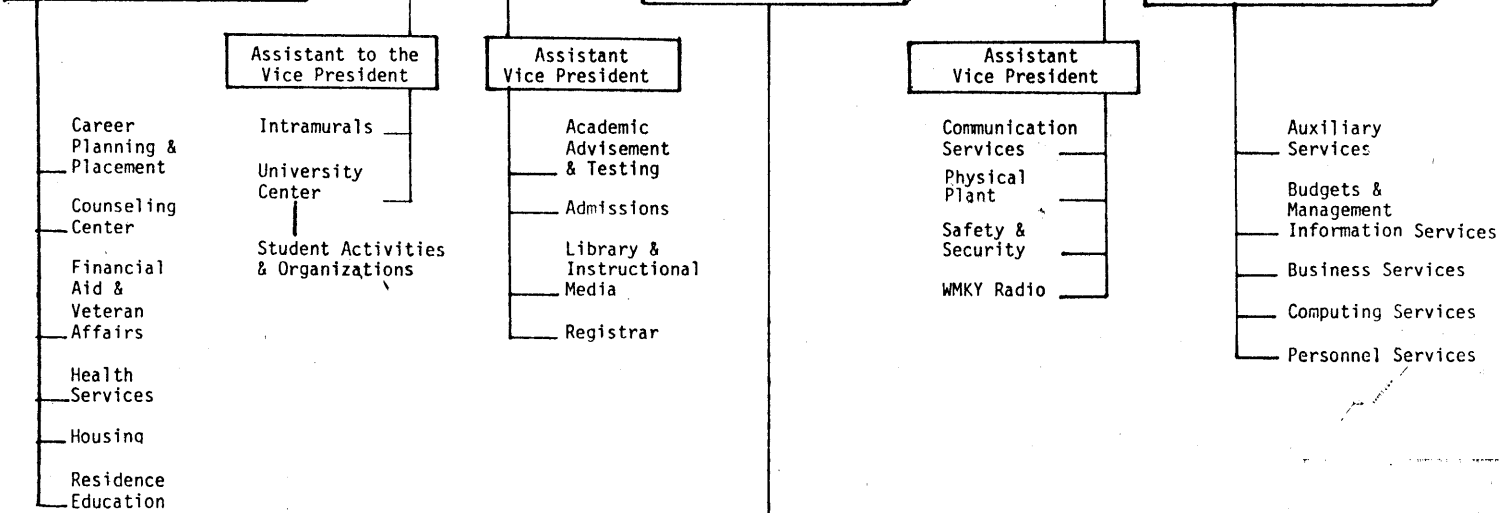 Assistant to the
Vice President
Assistant
Vice President
Assistant
Vice President
Career
Planning &
Placement
Counseling
Center
Financial
Aid &
Veteran
Affairs
Health
Services
Housing
Residence
Education
Intramurals
University
Center
Student Activities
& Organizations
Academic
Advisement
& Testing
Admissions
Library &
Instructional
Media
Registrar
Communication
Services
Physical
Plant
Safety &
Security
WMKY Radio
Auxiliary
Services
Budgets &
Management
Information Services
Business Services
Computing Services
Personnel Services